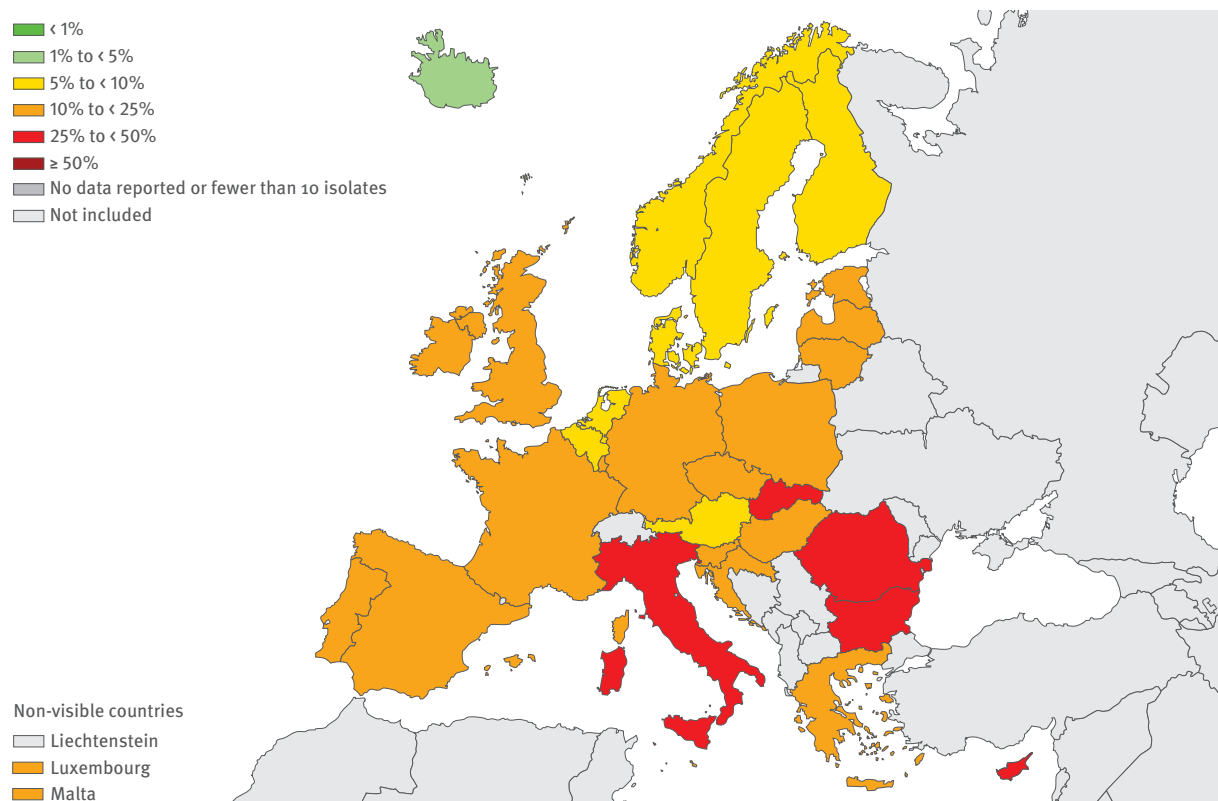 < 1%
1% to < 5%
5% to < 10%
10% to < 25%
25% to < 50%
≥ 50%
No data reported or fewer than 10 isolates
Not included
Non-visible countries
Liechtenstein
Luxembourg
Malta